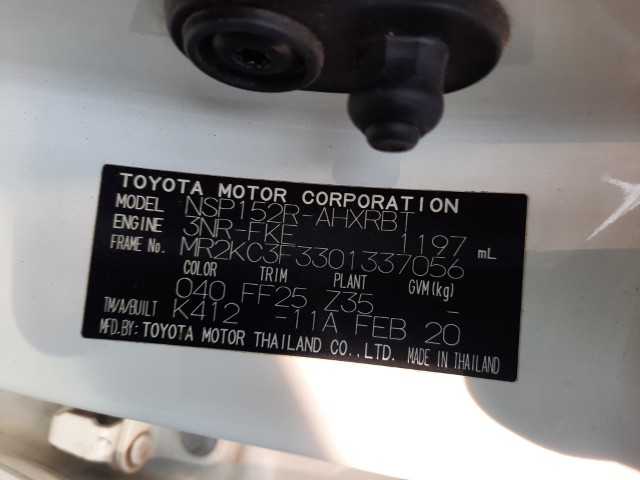 TOYOTA MOTOR CORPORATION
MODEL NSP152R-AHXRBT
ENGINE 3NR-FKE 1197 mL
FRAME No. MR2KC3F3301337056
COLOR TRIM PLANT GVM(kg)
040 FF25 Z35 -
TM/A/BUILT K412 -11A FEB 20
MFD.BY: TOYOTA MOTOR THAILAND CO.,LTD. MADE IN THAILAND